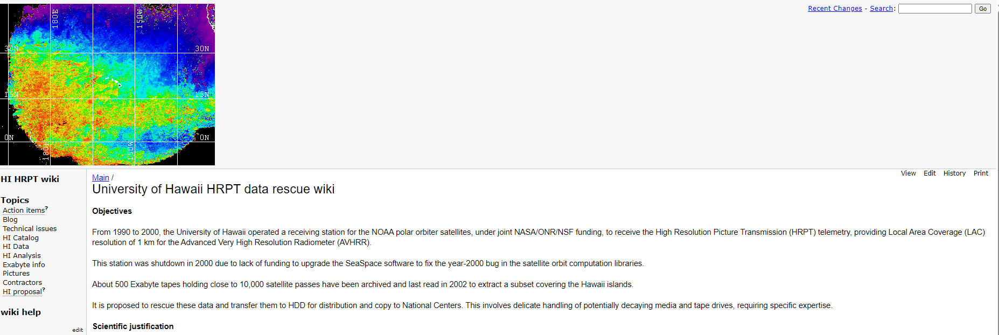 Recent Changes - Search: Go
180E 150W
30N 30N
15N 15N
0N 0N
180E 150W
HI HRPT wiki
Topics
Action items?
Blog
Technical issues
HI Catalog
HI Data
HI Analysis
Exabyte info
Pictures
Contractors
HI proposal?
wiki help
edit
View Edit History Print
Main /
University of Hawaii HRPT data rescue wiki
Objectives
From 1990 to 2000, the University of Hawaii operated a receiving station for the NOAA polar orbiter satellites, under joint NASA/ONR/NSF funding, to receive the High Resolution Picture Transmission (HRPT) telemetry, providing Local Area Coverage (LAC)
resolution of 1 km for the Advanced Very High Resolution Radiometer (AVHRR).
This station was shutdown in 2000 due to lack of funding to upgrade the SeaSpace software to fix the year-2000 bug in the satellite orbit computation libraries.
About 500 Exabyte tapes holding close to 10,000 satellite passes have been archived and last read in 2002 to extract a subset covering the Hawaii islands.
It is proposed to rescue these data and transfer them to HDD for distribution and copy to National Centers. This involves delicate handling of potentially decaying media and tape drives, requiring specific expertise.
Scientific justification